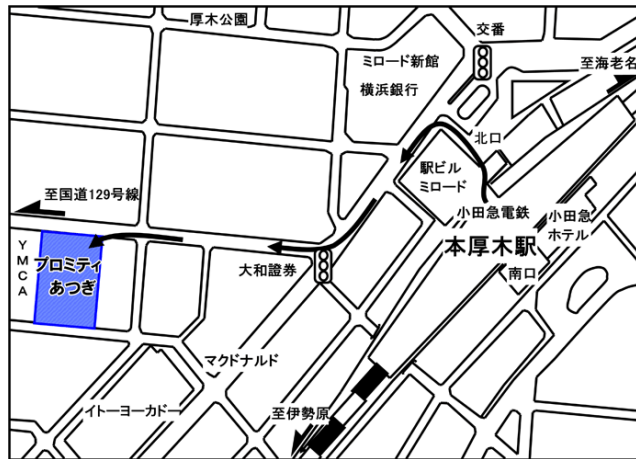 厚木公園
交番
ミロード新館
横浜銀行
至海老名
北口
駅ビル
ミロード
至国道129号線
小田急電鉄
小田急
ホテル
本厚木駅
南口
YMCA
プロミティ
あつぎ
大和證券
マクドナルド
イトーヨーカドー
至伊勢原